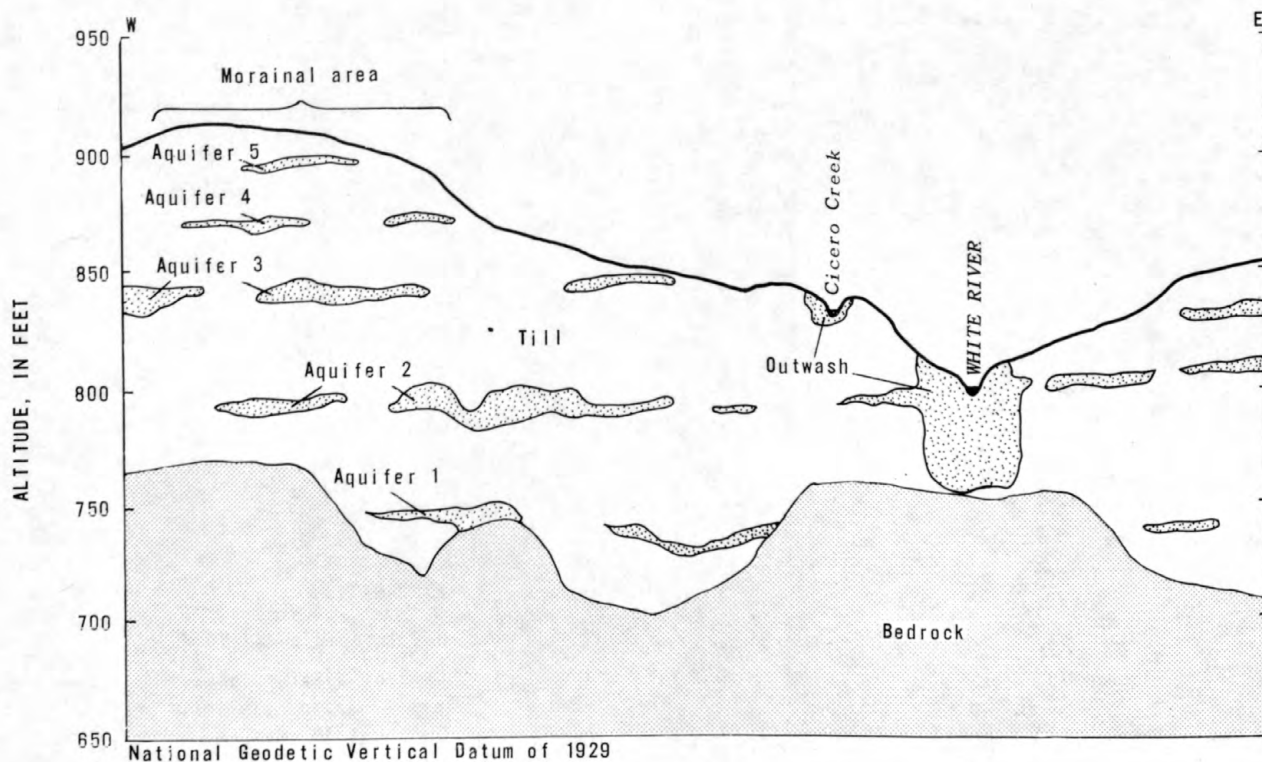 W
E
950
900
850
800
750
700
650
ALTITUDE, IN FEET
Morainal area
Aquifer 5
Aquifer 4
Aquifer 3
Till
Aquifer 2
Aquifer 1
Cicero Creek
WHITE RIVER
Outwash
Bedrock
National Geodetic Vertical Datum of 1929